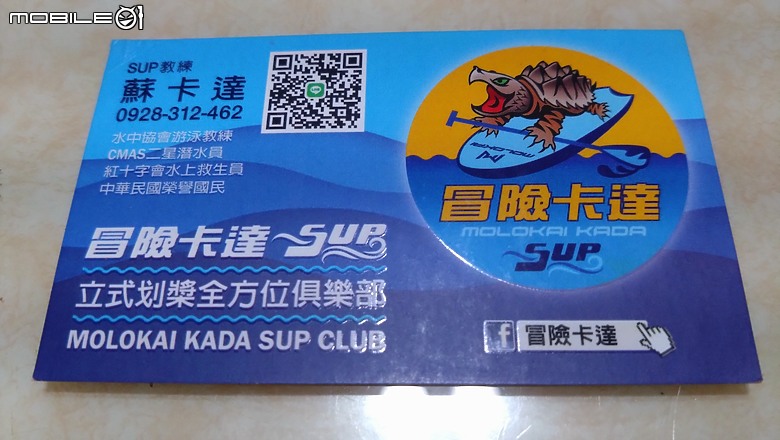 MOBILE01
SUP教練
蘇卡達
0928-312-462
水中協會游泳教練
CMAS二星潛水員
紅十字會水上救生員
中華民國榮譽國民
冒險卡達 SUP
立式划槳全方位俱樂部
MOLOKAI KADA SUP CLUB
MOLOKAI
冒險卡達
MOLOKAI KADA
SUP
f 冒險卡達